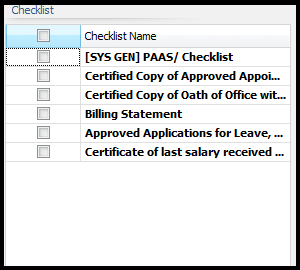 Checklist
Checklist Name
[SYS GEN] PAAS/ Checklist
Certified Copy of Approved Appoi...
Certified Copy of Oath of Office wit...
Billing Statement
Approved Applications for Leave, ...
Certificate of last salary received ...